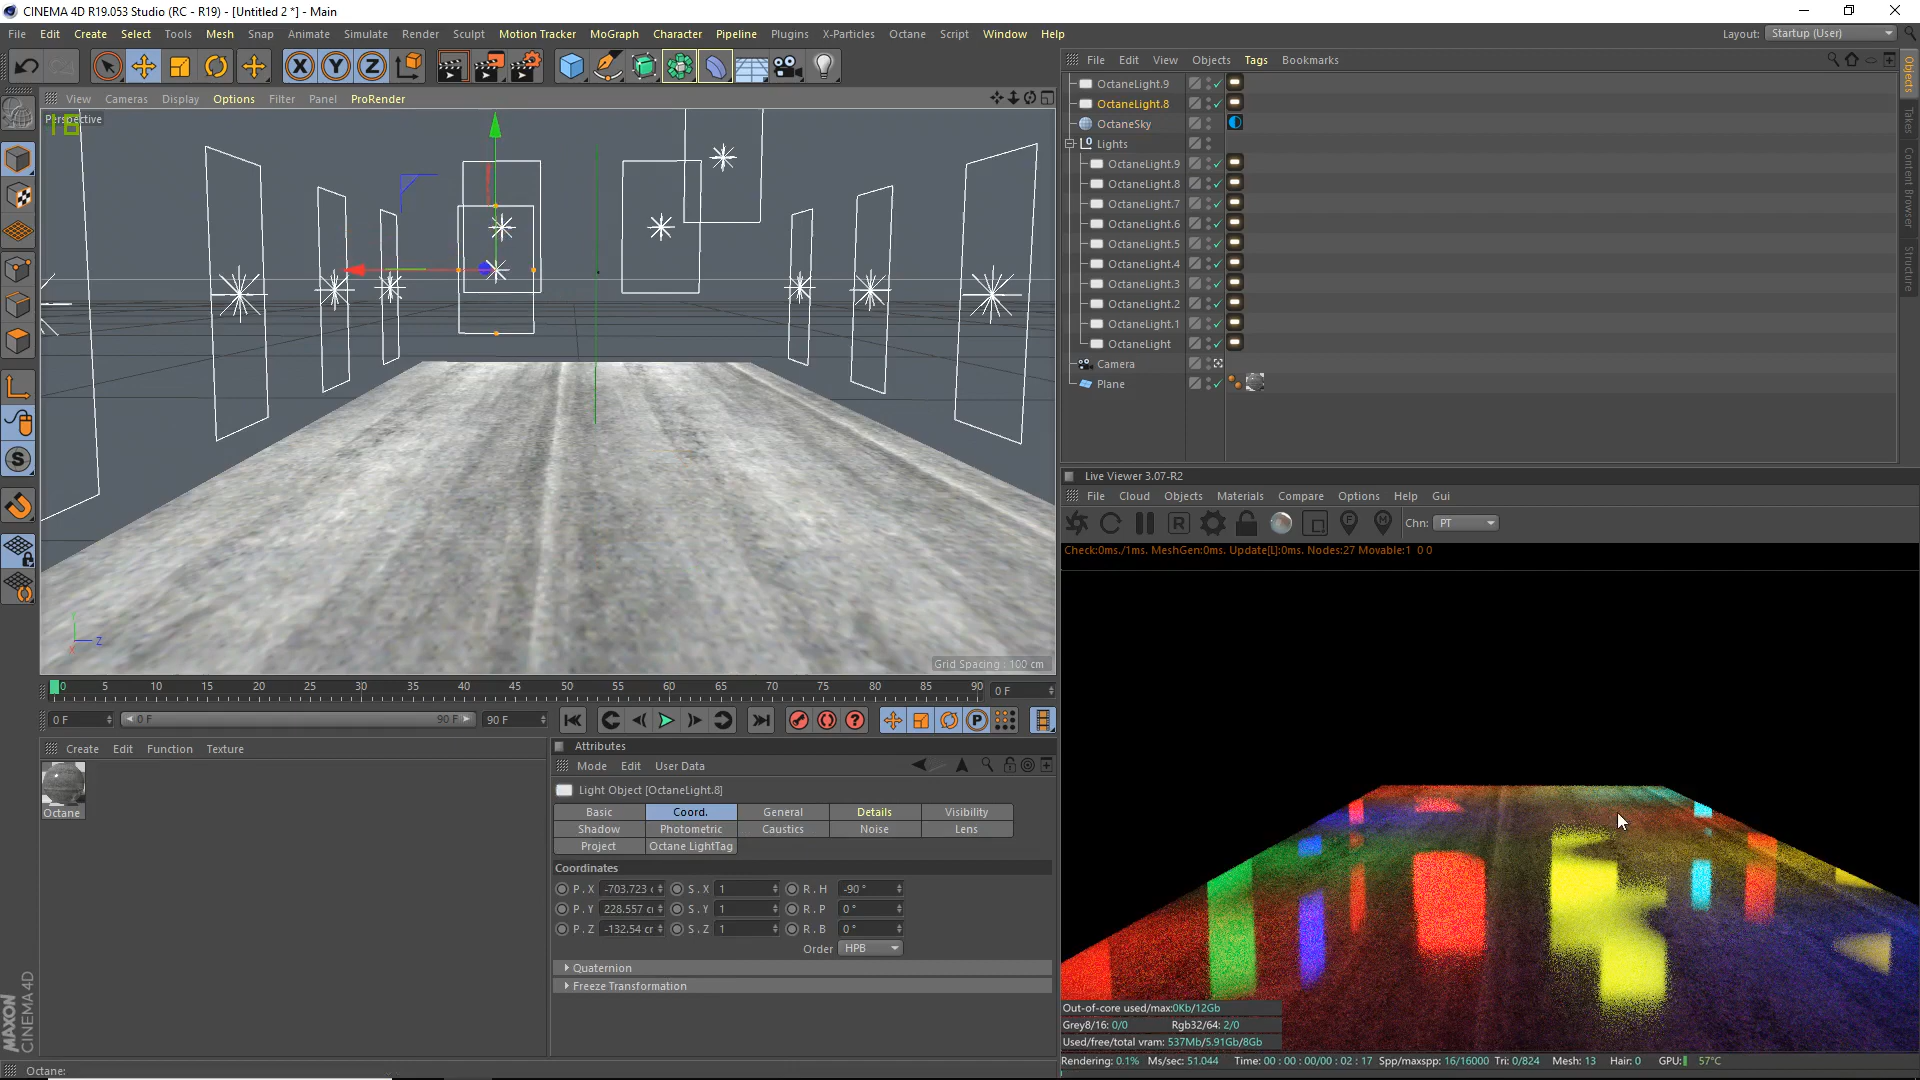 CINEMA 4D R19.053 Studio (RC - R19) - [Untitled 2 *] - Main
File Edit Create Select Tools Mesh Snap Animate Simulate Render Sculpt Motion Tracker MoGraph Character Pipeline Plugins X-Particles Octane Script Window Help
Layout: Startup (User)
View Cameras Display Options Filter Panel ProRender
Perspective
18
Grid Spacing : 100 cm
0 5 10 15 20 25 30 35 40 45 50 55 60 65 70 75 80 85 90 0 F
0 F 0 F 90 F 90 F
Create Edit Function Texture
Octane
Attributes
Mode Edit User Data
Light Object [OctaneLight.8]
Basic Coord. General Details Visibility
Shadow Photometric Caustics Noise Lens
Project Octane LightTag
Coordinates
P . X -703.723 c S . X 1 R . H -90 °
P . Y 228.557 cr S . Y 1 R . P 0 °
P . Z -132.54 cr S . Z 1 R . B 0 °
Order HPB
Quaternion
Freeze Transformation
MAXON
CINEMA 4D
Octane:
File Edit View Objects Tags Bookmarks
OctaneLight.9
OctaneLight.8
OctaneSky
Lights
OctaneLight.9
OctaneLight.8
OctaneLight.7
OctaneLight.6
OctaneLight.5
OctaneLight.4
OctaneLight.3
OctaneLight.2
OctaneLight.1
OctaneLight
Camera
Plane
Objects
Takes
Content Browser
Structure
Live Viewer 3.07-R2
File Cloud Objects Materials Compare Options Help Gui
Chn: PT
Check:0ms./1ms. MeshGen:0ms. Update[L]:0ms. Nodes:27 Movable:1 0 0
Out-of-core used/max:0Kb/12Gb
Grey8/16: 0/0 Rgb32/64: 2/0
Used/free/total vram: 537Mb/5.91Gb/8Gb
Rendering: 0.1% Ms/sec: 51.044 Time: 00 : 00 : 00/00 : 02 : 17 Spp/maxspp: 16/16000 Tri: 0/824 Mesh: 13 Hair: 0 GPU: 57°C